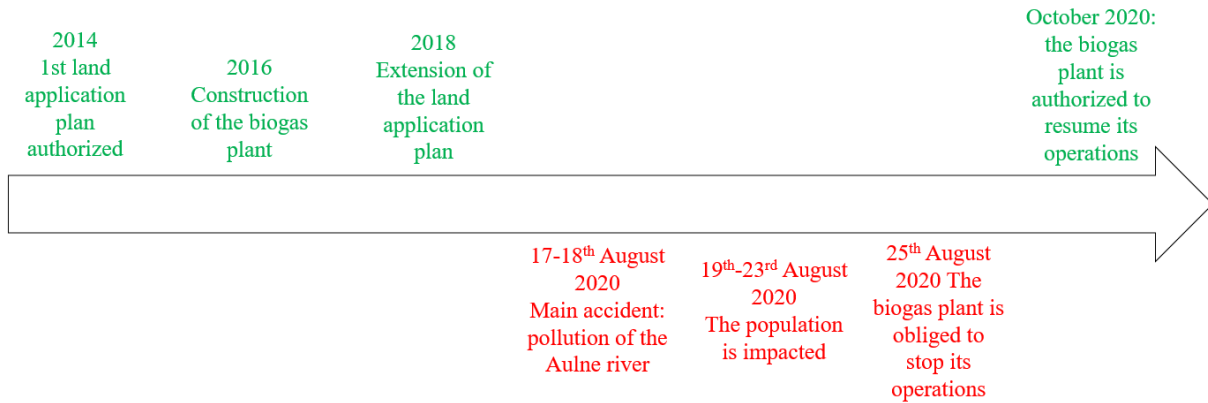 2014
1st land
application
plan
authorized
2016
Construction
of the biogas
plant
2018
Extension of
the land
application
plan
October 2020:
the biogas
plant is
authorized to
resume its
operations
17-18th August
2020
Main accident:
pollution of the
Aulne river
19th-23rd August
2020
The population
is impacted
25th August
2020 The
biogas plant is
obliged to
stop its
operations